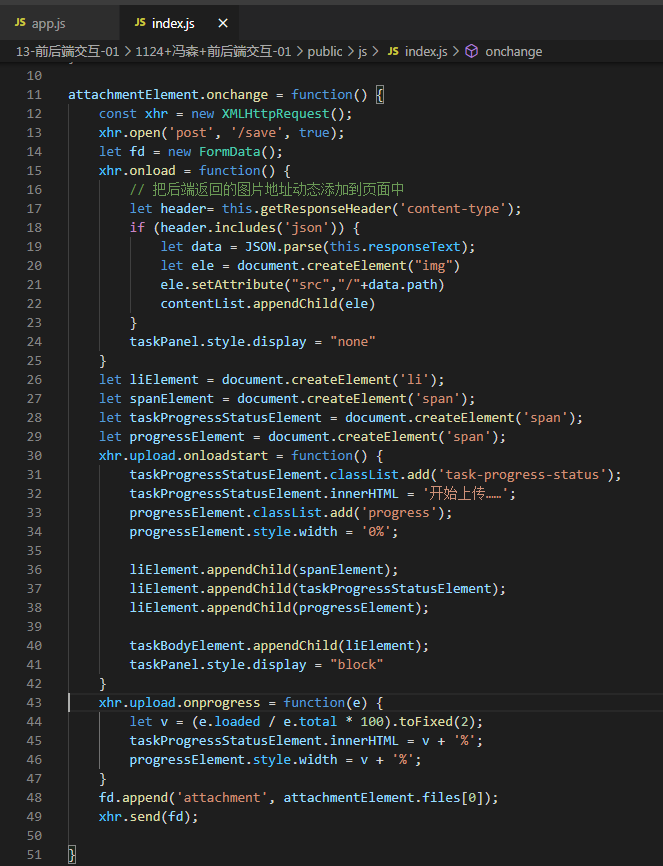 JS app.js
JS index.js ×
13-前后端交互-01 > 1124+冯森+前后端交互-01 > public > js > JS index.js > onchange
10
11 attachmentElement.onchange = function() {
12     const xhr = new XMLHttpRequest();
13     xhr.open('post', '/save', true);
14     let fd = new FormData();
15     xhr.onload = function() {
16         // 把后端返回的图片地址动态添加到页面中
17         let header= this.getResponseHeader('content-type');
18         if (header.includes('json')) {
19             let data = JSON.parse(this.responseText);
20             let ele = document.createElement("img")
21             ele.setAttribute("src","/"+data.path)
22             contentList.appendChild(ele)
23         }
24         taskPanel.style.display = "none"
25     }
26     let liElement = document.createElement('li');
27     let spanElement = document.createElement('span');
28     let taskProgressStatusElement = document.createElement('span');
29     let progressElement = document.createElement('span');
30     xhr.upload.onloadstart = function() {
31         taskProgressStatusElement.classList.add('task-progress-status');
32         taskProgressStatusElement.innerHTML = '开始上传……';
33         progressElement.classList.add('progress');
34         progressElement.style.width = '0%';
35
36         liElement.appendChild(spanElement);
37         liElement.appendChild(taskProgressStatusElement);
38         liElement.appendChild(progressElement);
39
40         taskBodyElement.appendChild(liElement);
41         taskPanel.style.display = "block"
42     }
43     xhr.upload.onprogress = function(e) {
44         let v = (e.loaded / e.total * 100).toFixed(2);
45         taskProgressStatusElement.innerHTML = v + '%';
46         progressElement.style.width = v + '%';
47     }
48     fd.append('attachment', attachmentElement.files[0]);
49     xhr.send(fd);
50
51 }